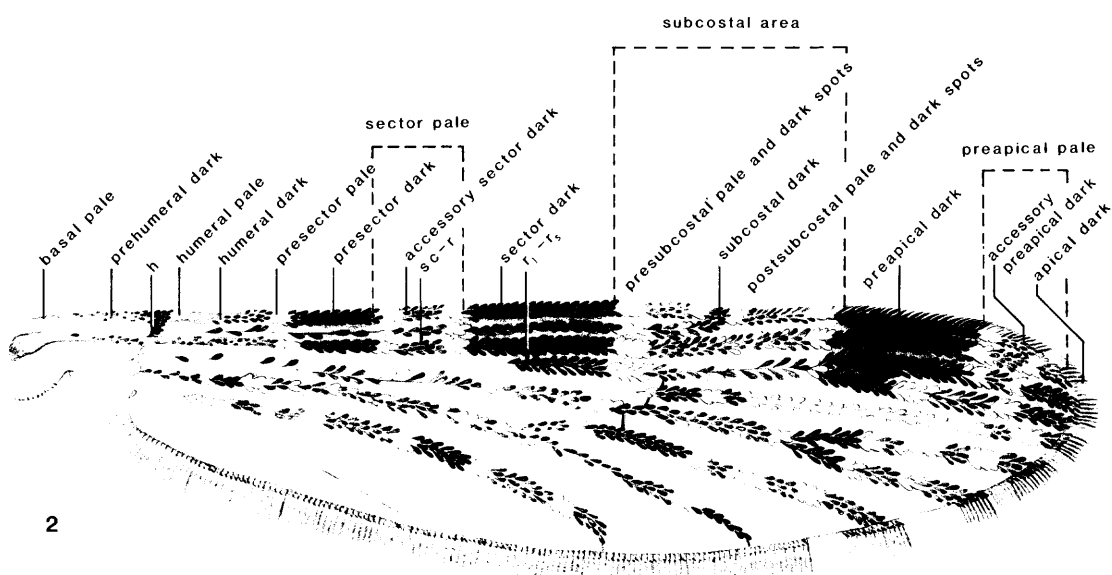 subcostal area
sector pale
preapical pale
basal pale
prehumeral dark
h
humeral pale
humeral dark
presector pale
presector dark
accessory sector dark
sc-r
sector dark
r₁-rₛ
presubcostal pale and dark spots
subcostal dark
postsubcostal pale and dark spots
preapical dark
accessory
preapical dark
apical dark
2